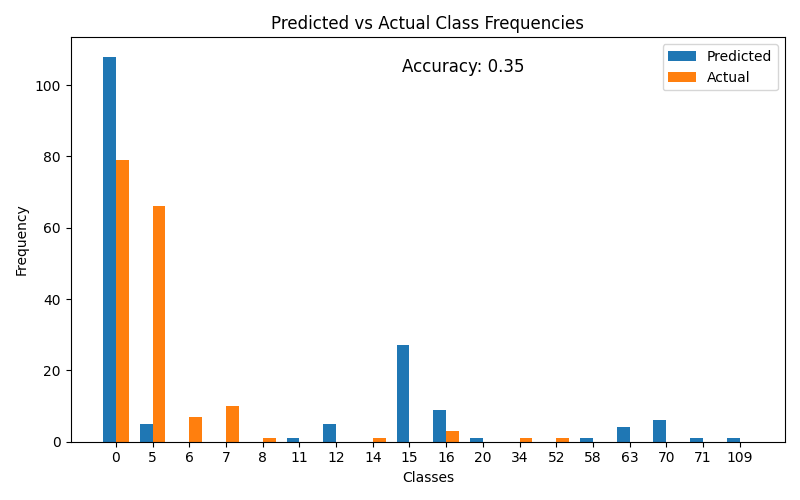 Predicted vs Actual Class Frequencies
Accuracy: 0.35
Predicted
Actual
Frequency
100
80
60
40
20
0
0 5 6 7 8 11 12 14 15 16 20 34 52 58 63 70 71 109
Classes